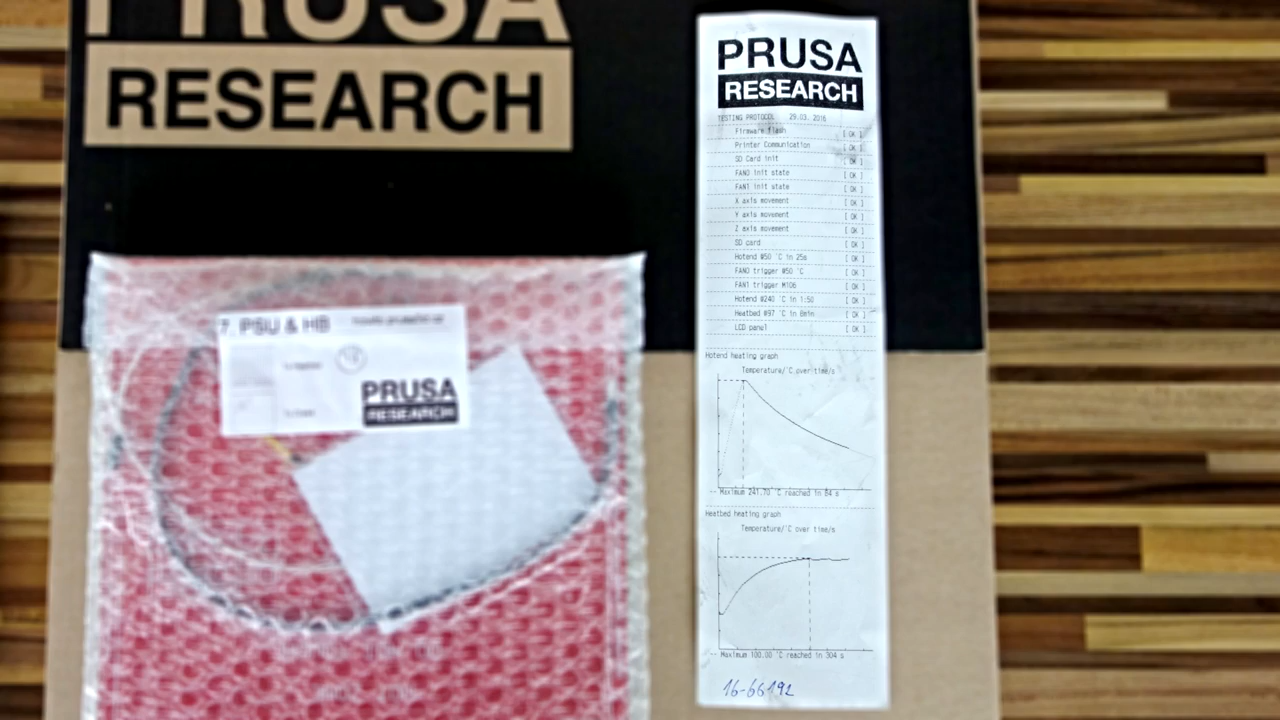 PRUSA
RESEARCH
PRUSA
RESEARCH
TESTING PROTOCOL 29.03. 2016
Firmware flash [ OK ]
Printer Communication [ OK ]
SD Card init [ OK ]
FAN0 init state [ OK ]
FAN1 init state [ OK ]
X axis movement [ OK ]
Y axis movement [ OK ]
Z axis movement [ OK ]
SD card [ OK ]
Hotend @50 °C in 25s [ OK ]
FAN0 trigger @50 °C [ OK ]
FAN1 trigger M106 [ OK ]
Hotend @240 °C in 1:50 [ OK ]
Heatbed @97 °C in 8min [ OK ]
LCD panel [ OK ]
Hotend heating graph
Temperature/°C over time/s
-- Maximum 241.70 °C reached in 84 s
Heatbed heating graph
Temperature/°C over time/s
-- Maximum 100.00 °C reached in 304 s
16-66192
7. PSU & HB
PRUSA
RESEARCH